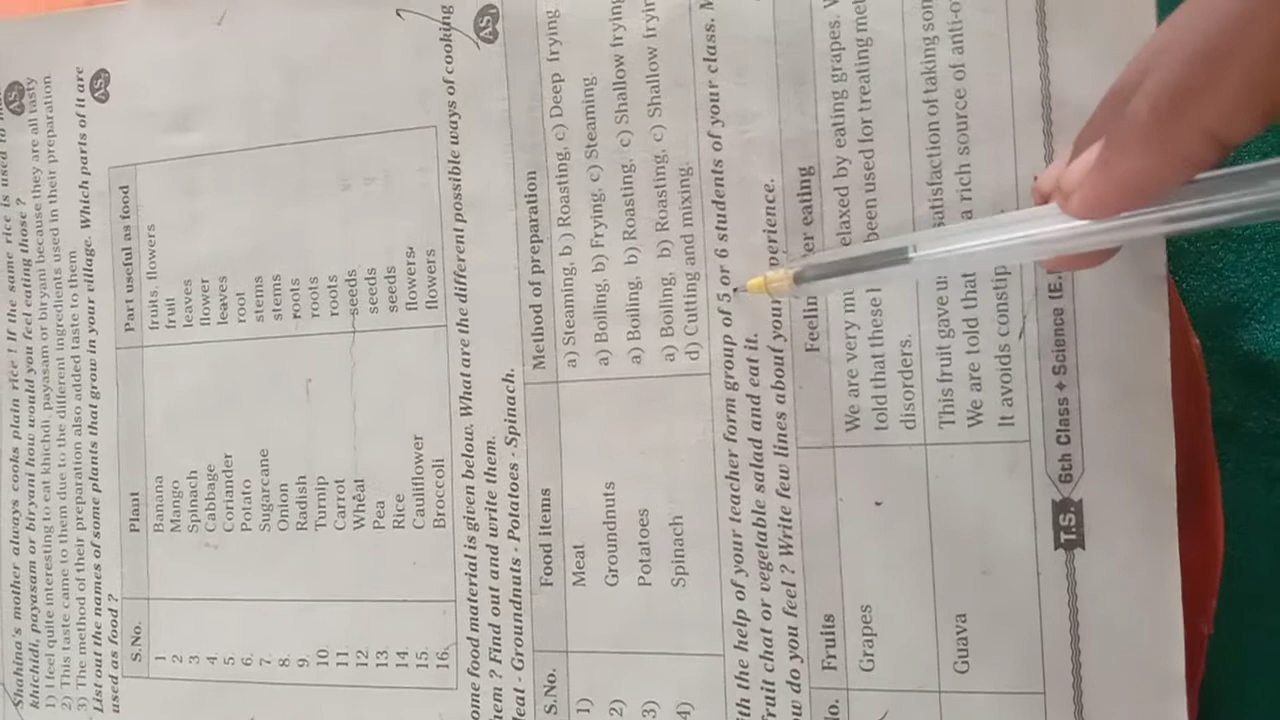 Shahina's mother always cooks plain rice ! If the same rice is used to
khichidi, payasam or biryani how would you feel eating those ?
AS
1) I feel quite interesting to eat khichdi, payasam or biryani because they are all tasty
2) This taste came to them due to the different ingredients used in their preparation
3) The method of their preparation also added taste to them
List out the names of some plants that grow in your village. Which parts of it are
used as food ?
AS
S.No. Plant Part useful as food
1 Banana fruits, flowers
2 Mango fruit
3 Spinach leaves
4. Cabbage flower
5. Coriander leaves
6. Potato root
7. Sugarcane stems
8. Onion stems
9. Radish roots
10. Turnip roots
11. Carrot roots
12. Wheat seeds
13. Pea seeds
14. Rice seeds
15. Cauliflower flowers
16. Broccoli flowers
ome food material is given below. What are the different possible ways of cooking
hem ? Find out and write them.
AS
leat - Groundnuts - Potatoes - Spinach.
S.No. Food items Method of preparation
1) Meat a) Steaming, b ) Roasting, c) Deep frying
2) Groundnuts a) Boiling, b) Frying, c) Steaming
3) Potatoes a) Boiling, b) Roasting, c) Shallow frying
4) Spinach a) Boiling, b) Roasting, c) Shallow fryin
d) Cutting and mixing.
ith the help of your teacher form group of 5 or 6 students of your class. M
ruit chat or vegetable salad and eat it.
ow do you feel ? Write few lines about your perience.
lo. Fruits Feelin er eating
Grapes We are very mu elaxed by eating grapes. W
told that these been used for treating met
disorders.
Guava This fruit gave u satisfaction of taking som
We are told that a rich source of anti-o
It avoids constip
T.S. 6th Class + Science (E.